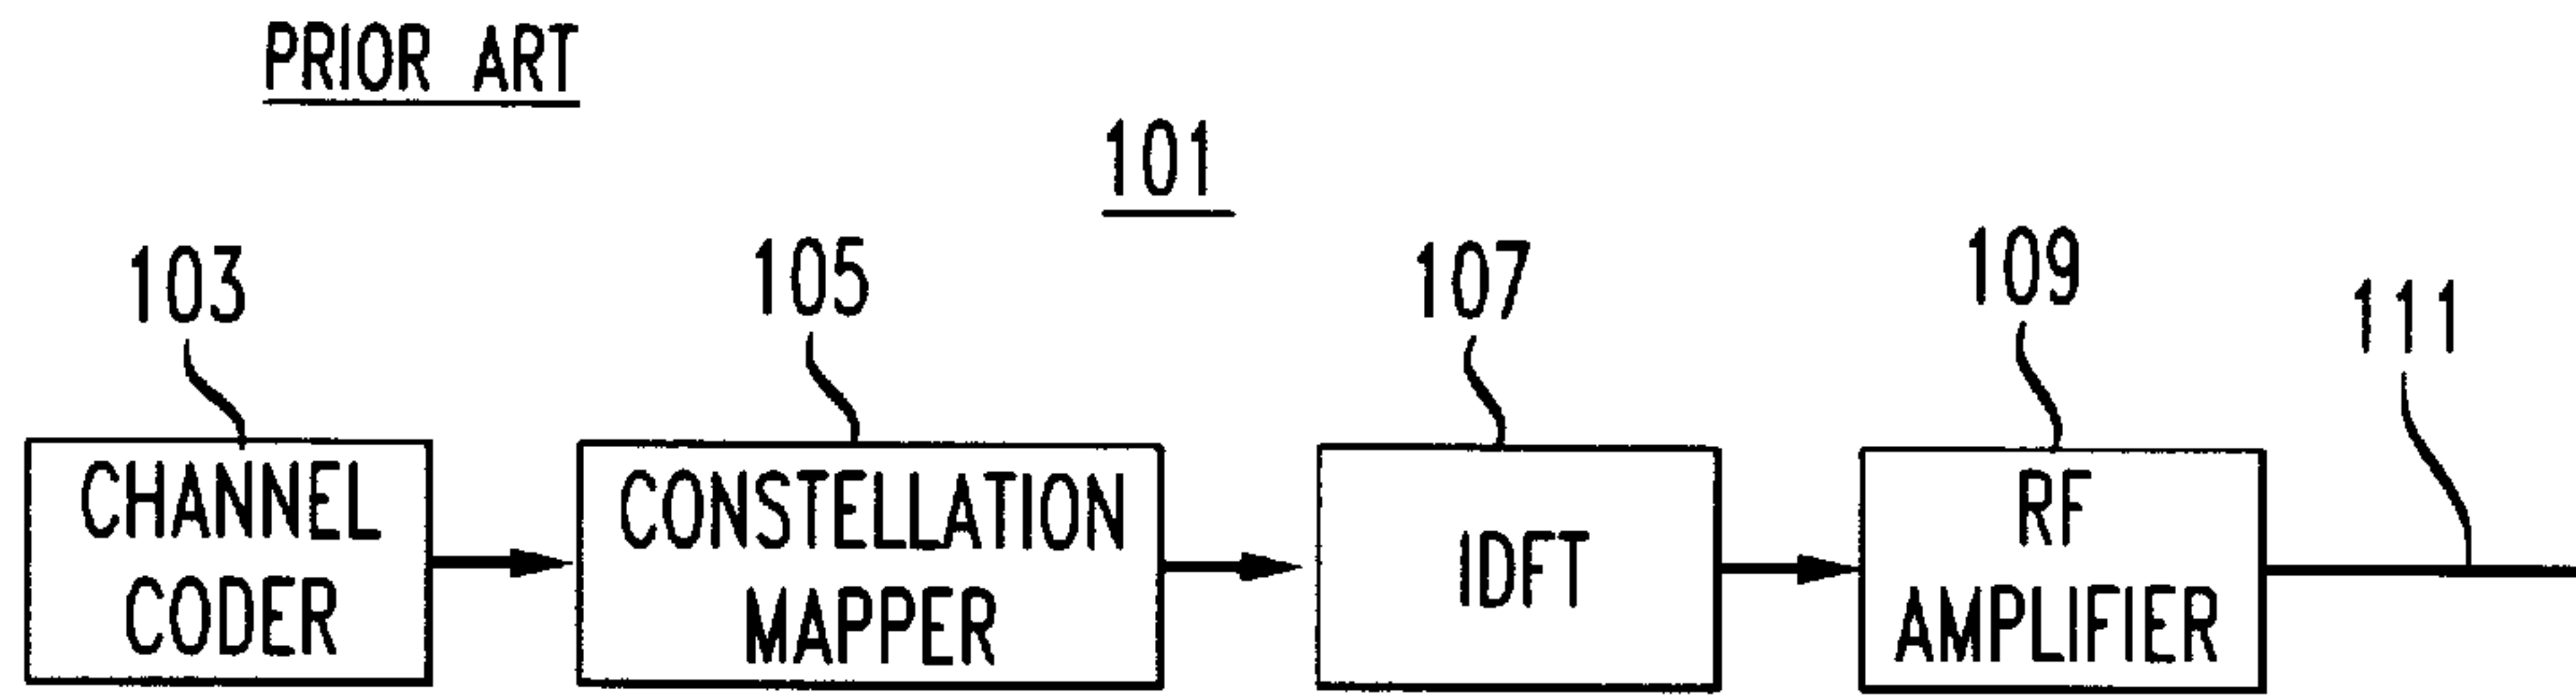 PRIOR ART
101
103
105
107
109
111
CHANNEL
CODER
CONSTELLATION
MAPPER
IDFT
RF
AMPLIFIER